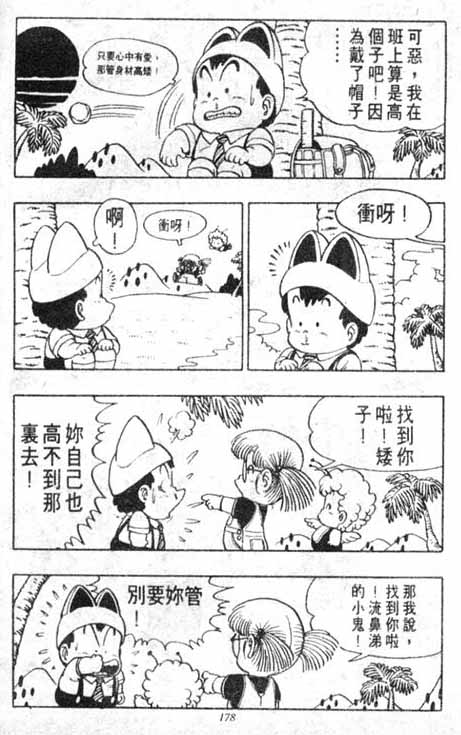 可惡，我在
班上算是高
個子吧！因
為戴了帽子
……
只要心中有愛，
那管身材高矮！
衝呀！
衝呀！
啊！
找到你
啦！矮
子！
妳自己也
高不到那
裏去！
那我說，
找到你啦
！流鼻涕
的小鬼！
別要妳管
！
178